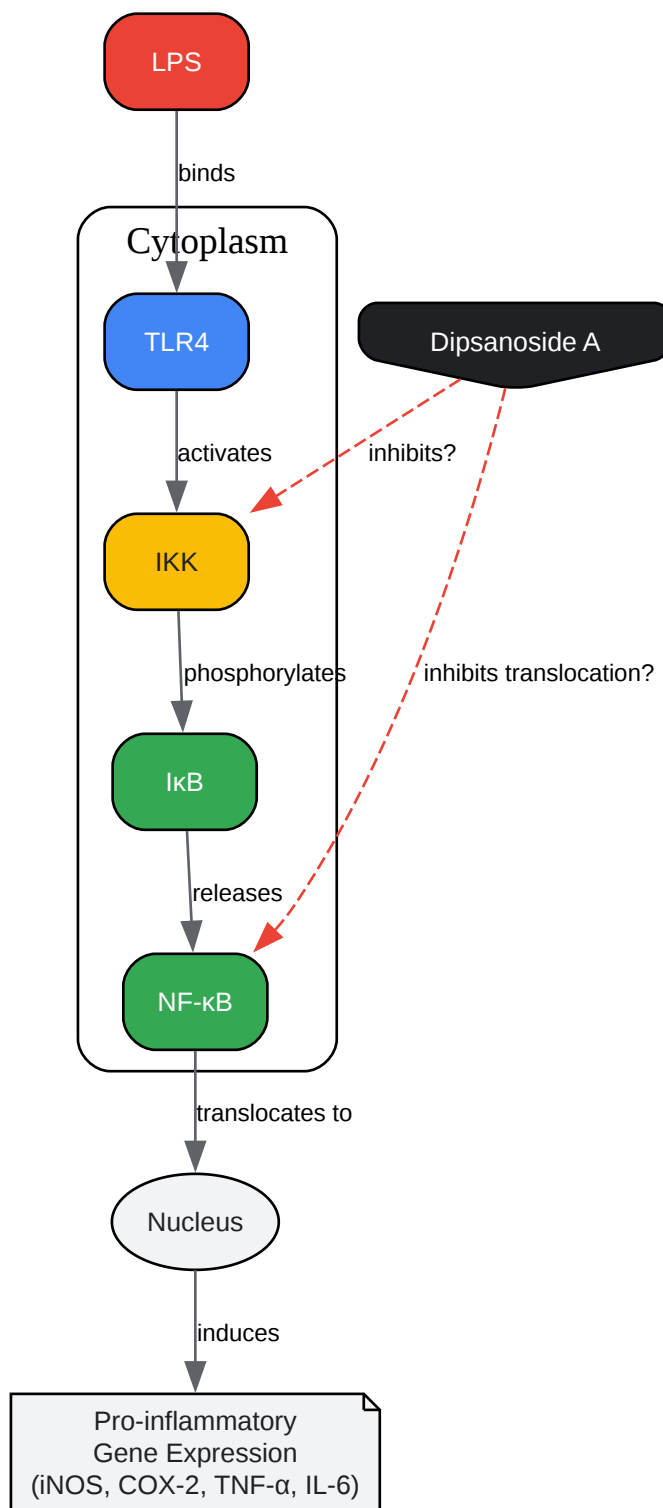 LPS
binds
Cytoplasm
TLR4
Dipsanoside A
activates
inhibits?
IKK
phosphorylates
inhibits translocation?
IκB
releases
NF-κB
translocates to
Nucleus
induces
Pro-inflammatory
Gene Expression
(iNOS, COX-2, TNF-α, IL-6)